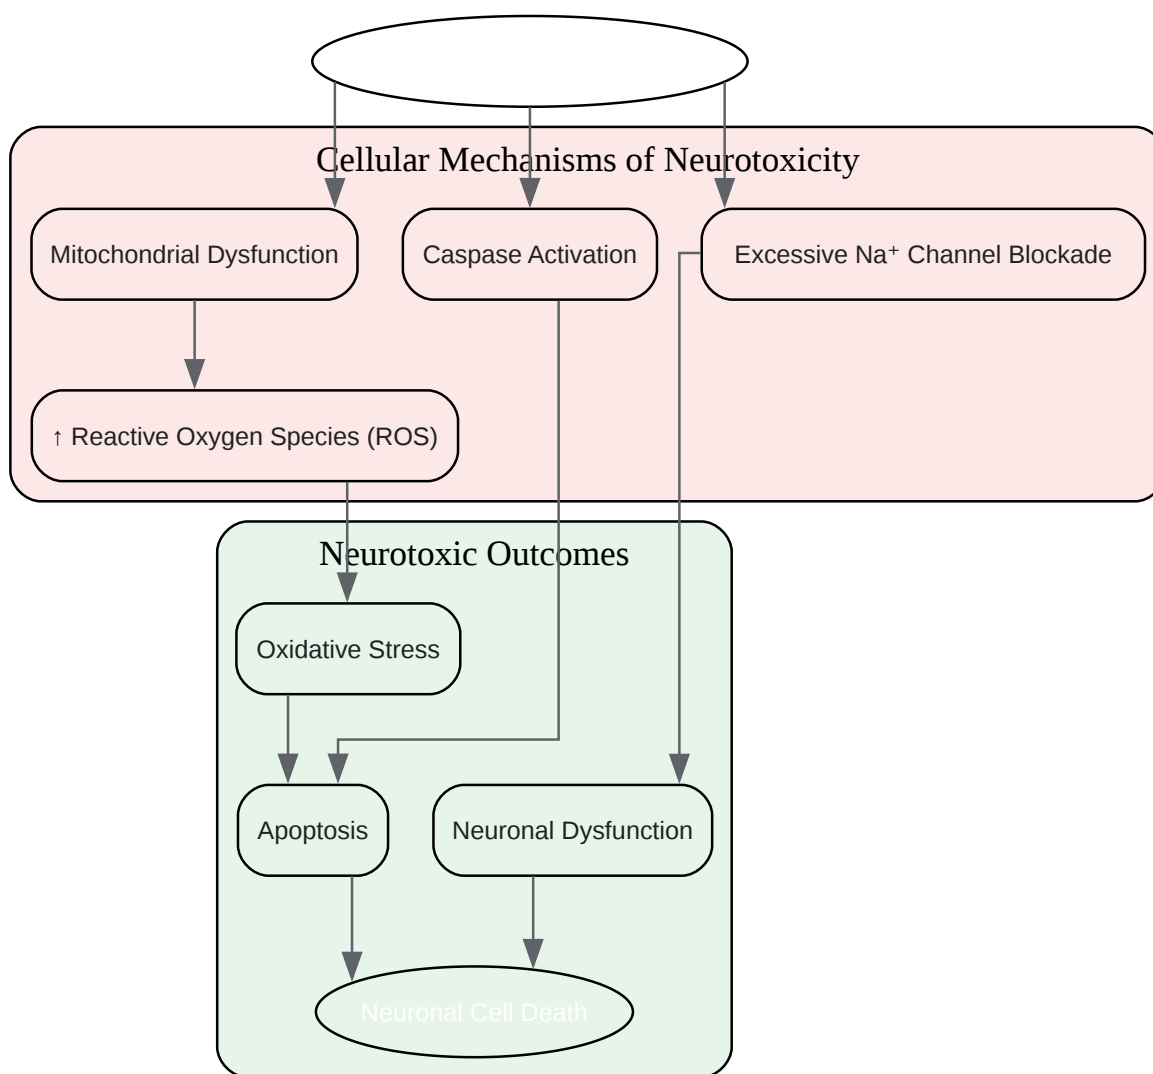 Cellular Mechanisms of Neurotoxicity
Mitochondrial Dysfunction
Caspase Activation
Excessive Na⁺ Channel Blockade
↑ Reactive Oxygen Species (ROS)
Neurotoxic Outcomes
Oxidative Stress
Apoptosis
Neuronal Dysfunction
Neuronal Cell Death